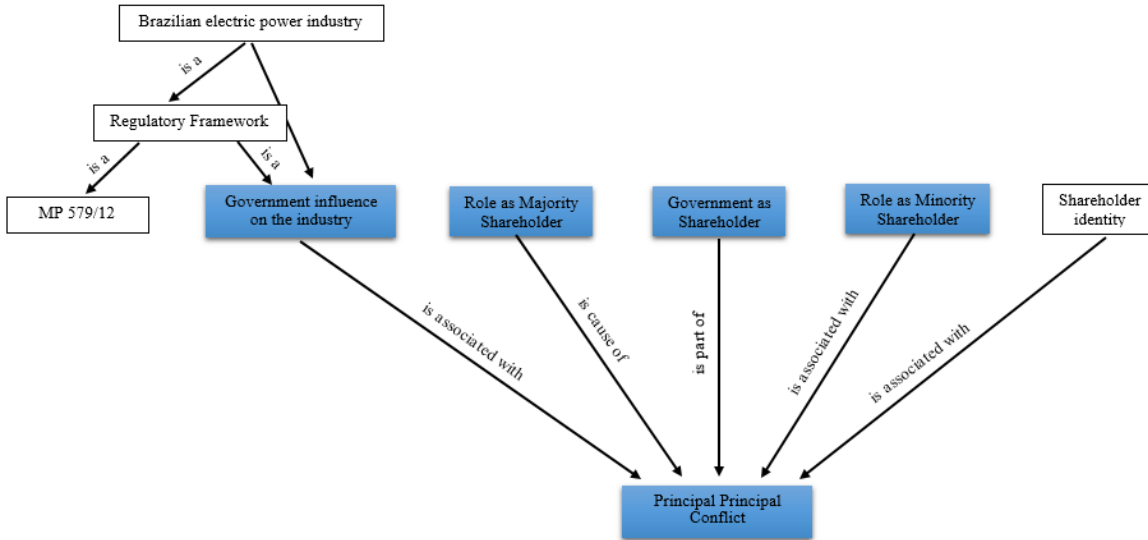 Brazilian electric power industry
is a
Regulatory Framework
is a
is a
MP 579/12
Government influence
on the industry
Role as Majority
Shareholder
Government as
Shareholder
Role as Minority
Shareholder
Shareholder
identity
is associated with
is cause of
is part of
is associated with
is associated with
Principal Principal
Conflict